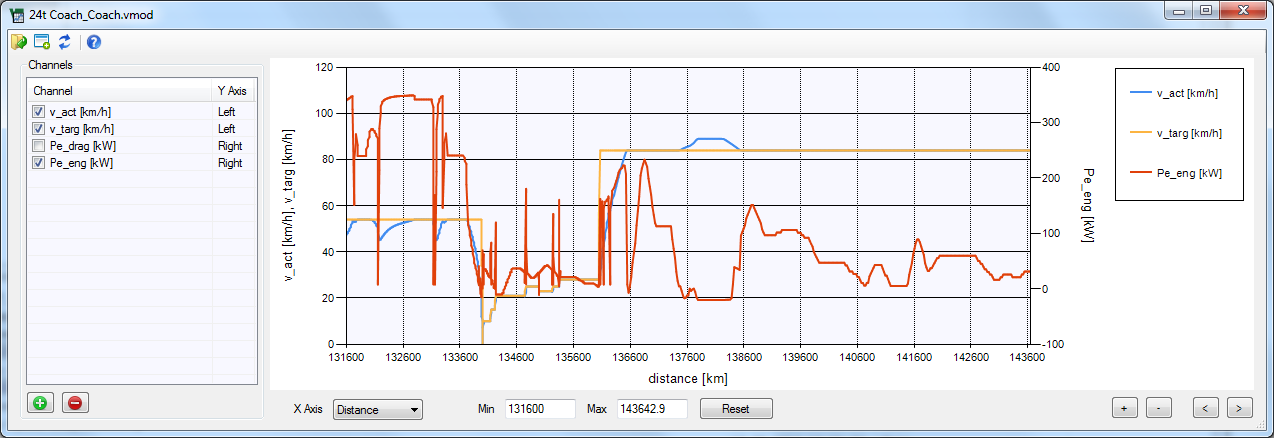 24t Coach_Coach.vmod
Channels
Channel Y Axis
v_act [km/h] Left
v_targ [km/h] Left
Pe_drag [kW] Right
Pe_eng [kW] Right
120
100
80
60
40
20
0
v_act [km/h], v_targ [km/h]
400
300
200
100
0
-100
Pe_eng [kW]
131600 132600 133600 134600 135600 136600 137600 138600 139600 140600 141600 142600 143600
distance [km]
v_act [km/h]
v_targ [km/h]
Pe_eng [kW]
X Axis Distance Min 131600 Max 143642.9 Reset + - < >